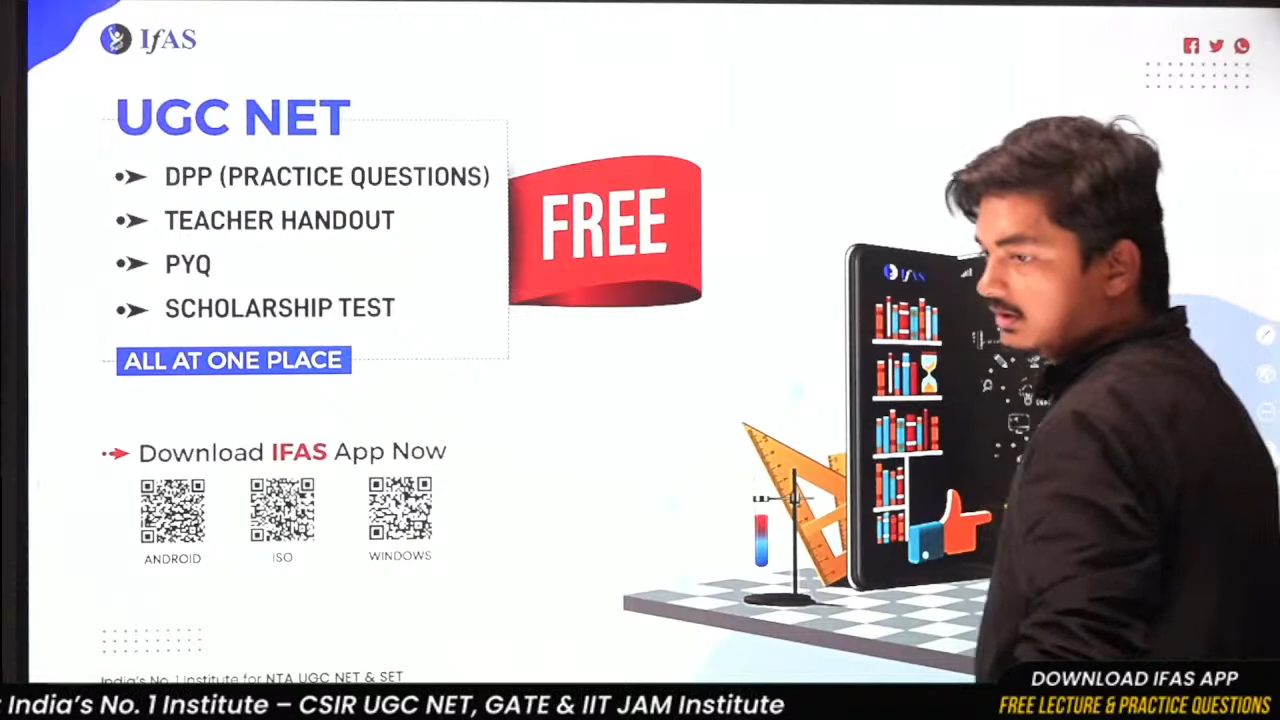 IfAS
UGC NET
DPP (PRACTICE QUESTIONS)
TEACHER HANDOUT
PYQ
SCHOLARSHIP TEST
ALL AT ONE PLACE
FREE
IfAS
Download IFAS App Now
ANDROID
ISO
WINDOWS
India's No. 1 Institute for NTA UGC NET & SET
India's No. 1 Institute – CSIR UGC NET, GATE & IIT JAM Institute
DOWNLOAD IFAS APP
FREE LECTURE & PRACTICE QUESTIONS